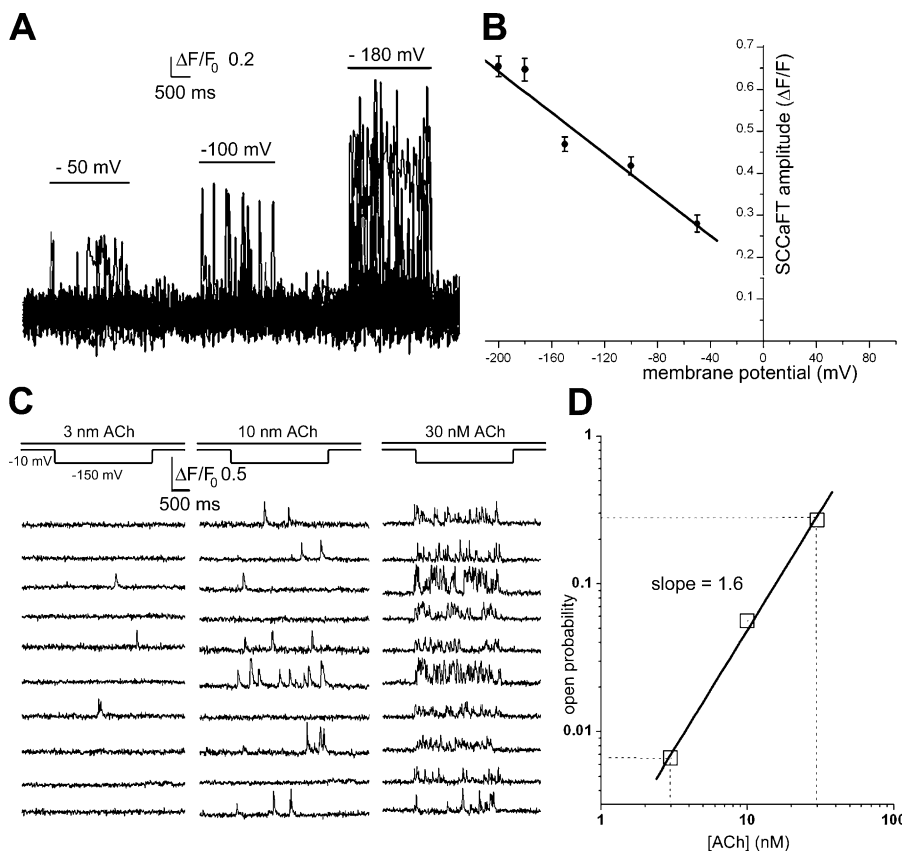 A
ΔF/F0 0.2
500 ms
- 50 mV
-100 mV
- 180 mV
B
0.7
0.6
0.5
0.4
0.3
0.2
0.1
SCCaFT amplitude (ΔF/F)
-200 -160 -120 -80 -40 0 40 80
membrane potential (mV)
C
3 nm ACh
10 nm ACh
30 nM ACh
-10 mV
-150 mV
ΔF/F0 0.5
500 ms
D
1
0.1
0.01
open probability
slope = 1.6
1 10 100
[ACh] (nM)